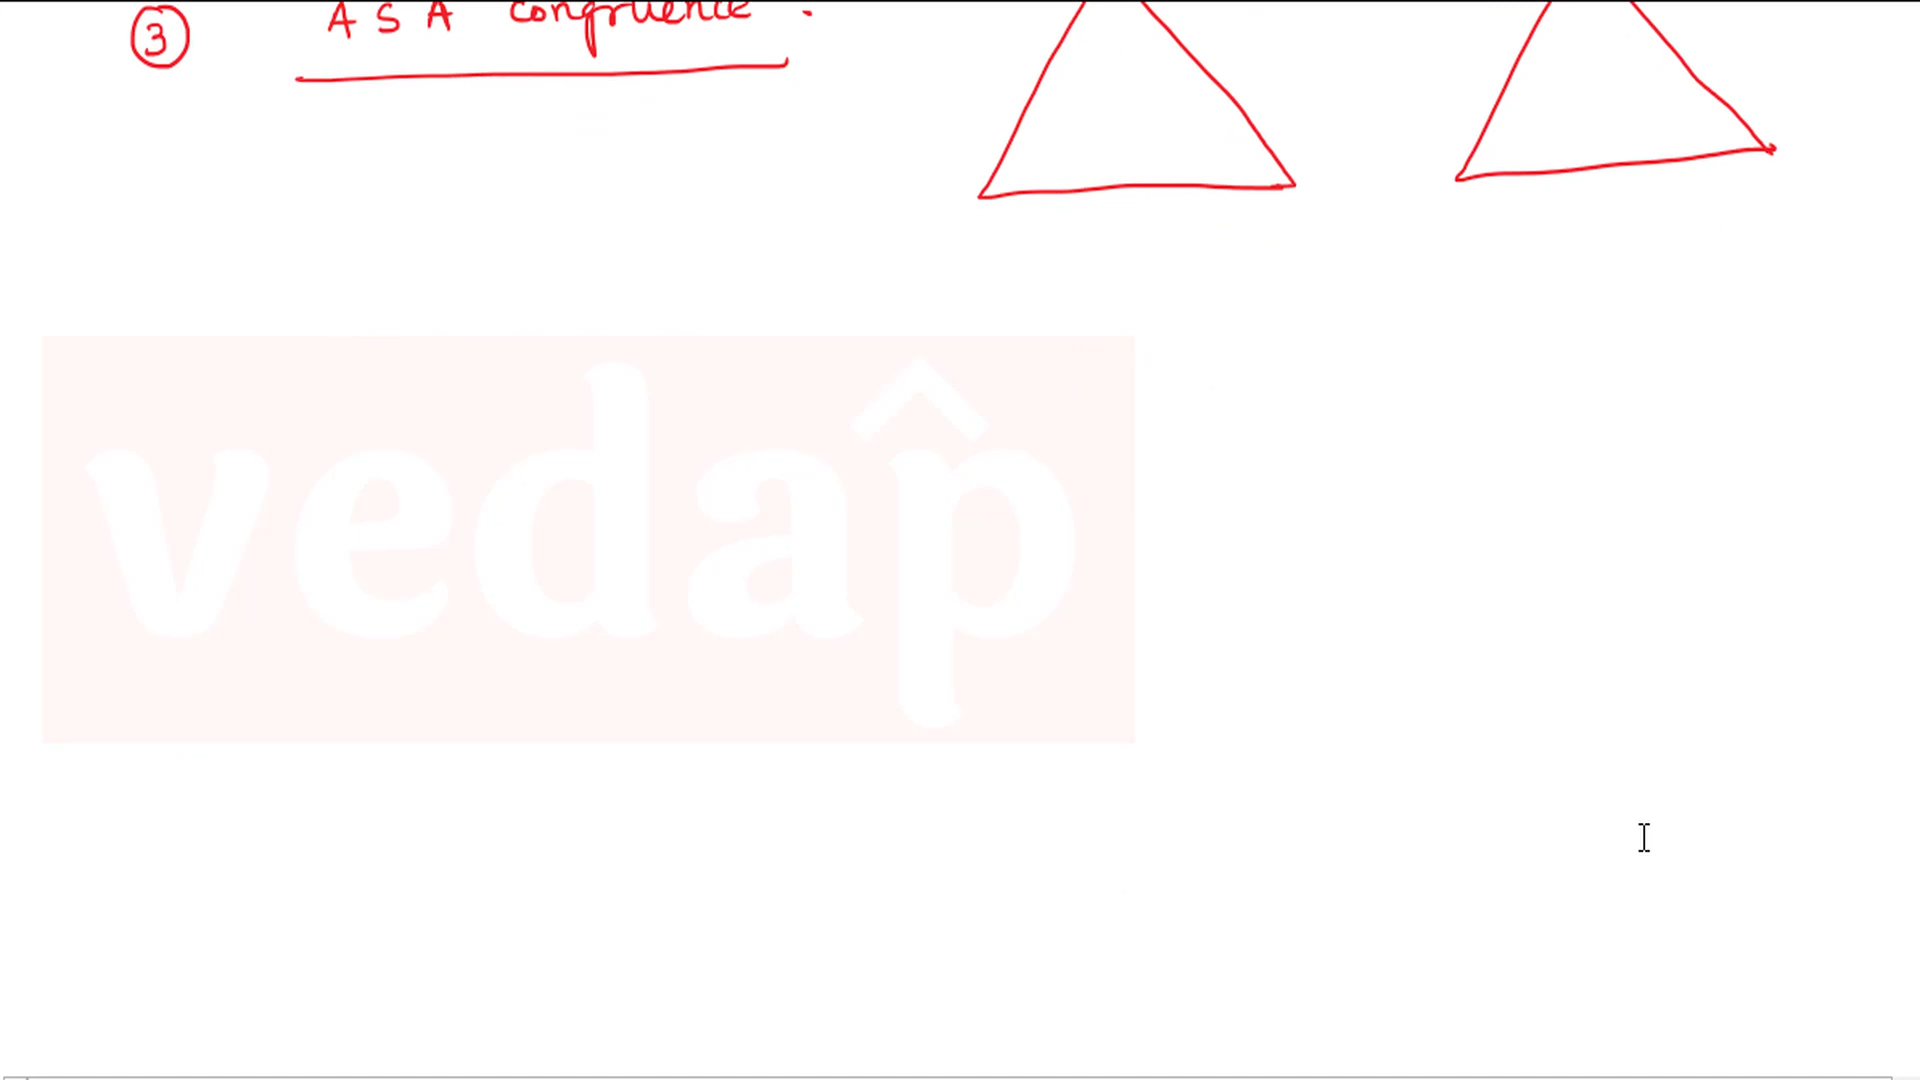 ③ ASA congruence .
vedap̂